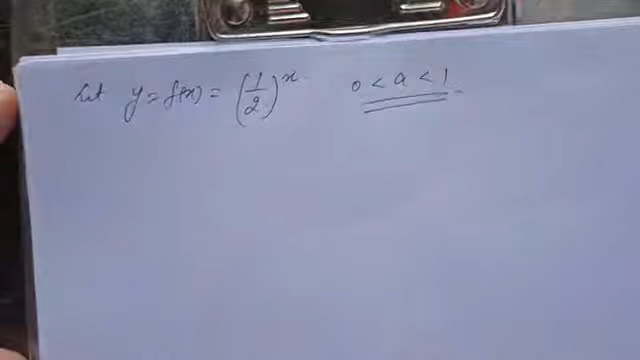 Let y = f(x) = (1/2)^x 0 < a < 1